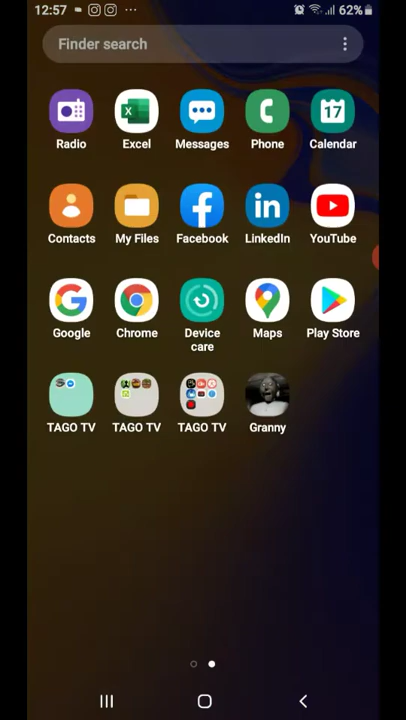 12:57 62%
Finder search
Radio Excel Messages Phone Calendar
17
Contacts My Files Facebook LinkedIn YouTube
Google Chrome Device care Maps Play Store
TAGO TV TAGO TV TAGO TV Granny